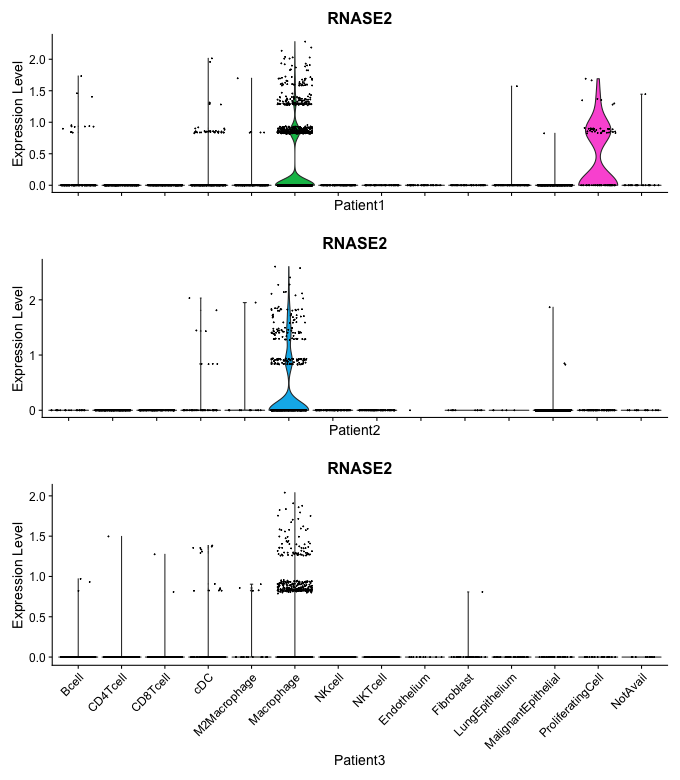 RNASE2
Expression Level
2.0
1.5
1.0
0.5
0.0
Patient1
RNASE2
Expression Level
2
1
0
Patient2
RNASE2
Expression Level
2.0
1.5
1.0
0.5
0.0
Bcell
CD4Tcell
CD8Tcell
cDC
M2Macrophage
Macrophage
NKcell
NKTcell
Endothelium
Fibroblast
LungEpithelium
MalignantEpithelial
ProliferatingCell
NotAvail
Patient3